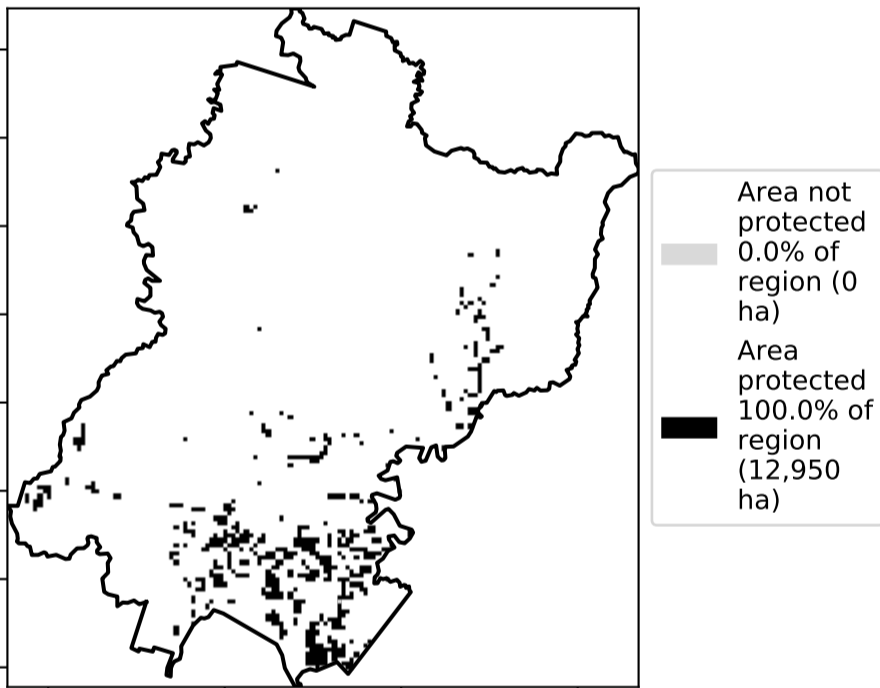 Area not
protected
0.0% of
region (0
ha)
Area
protected
100.0% of
region
(12,950
ha)